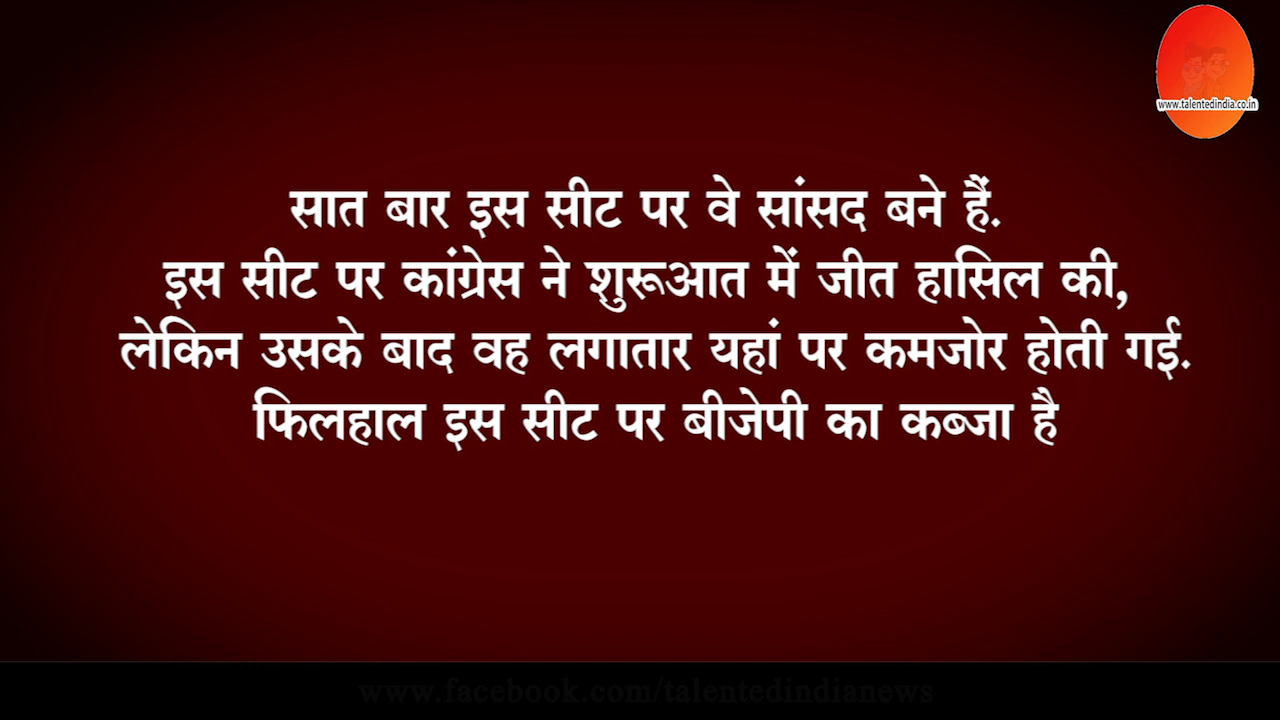 www.talentedindia.co.in
सात बार इस सीट पर वे सांसद बने हैं.
इस सीट पर कांग्रेस ने शुरूआत में जीत हासिल की,
लेकिन उसके बाद वह लगातार यहां पर कमजोर होती गई.
फिलहाल इस सीट पर बीजेपी का कब्जा है
www.facebook.com/talentedindianews